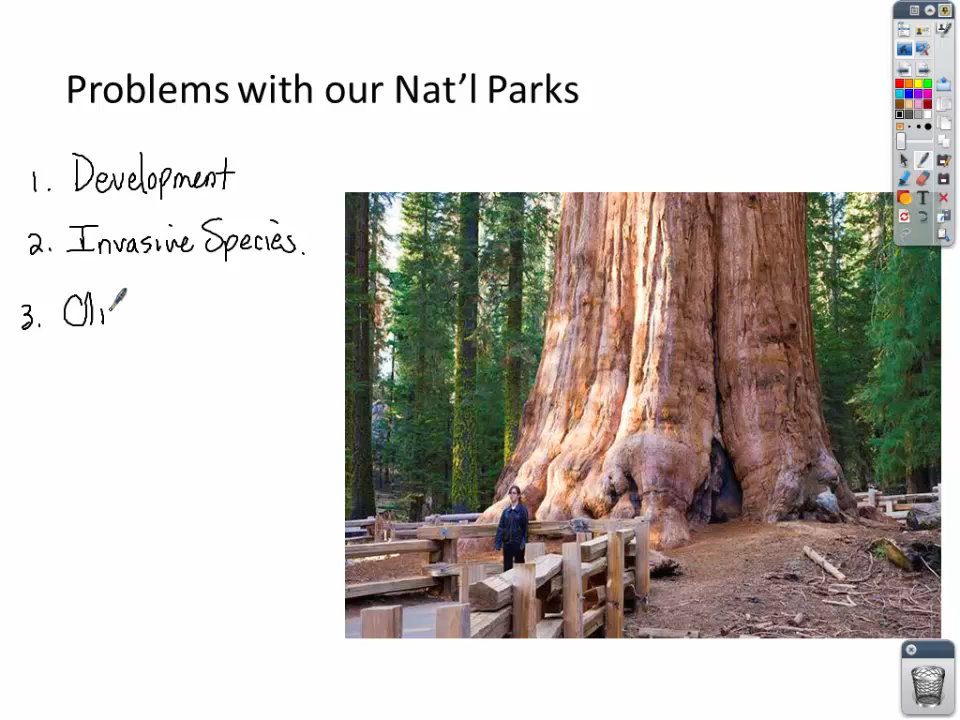 Problems with our Nat'l Parks
1. Development
2. Invasive Species.
3. Cli